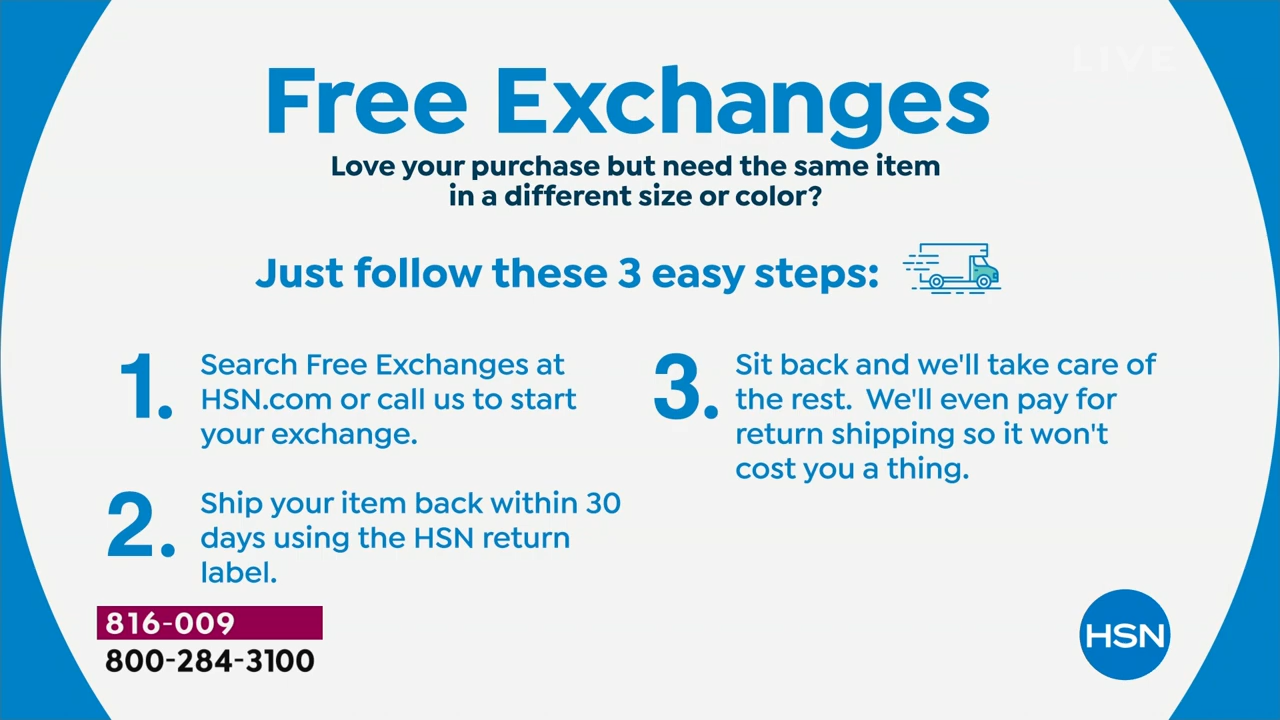 LIVE
Free Exchanges
Love your purchase but need the same item
in a different size or color?
Just follow these 3 easy steps:
1. Search Free Exchanges at
HSN.com or call us to start
your exchange.
2. Ship your item back within 30
days using the HSN return
label.
3. Sit back and we'll take care of
the rest.  We'll even pay for
return shipping so it won't
cost you a thing.
816-009
800-284-3100
HSN